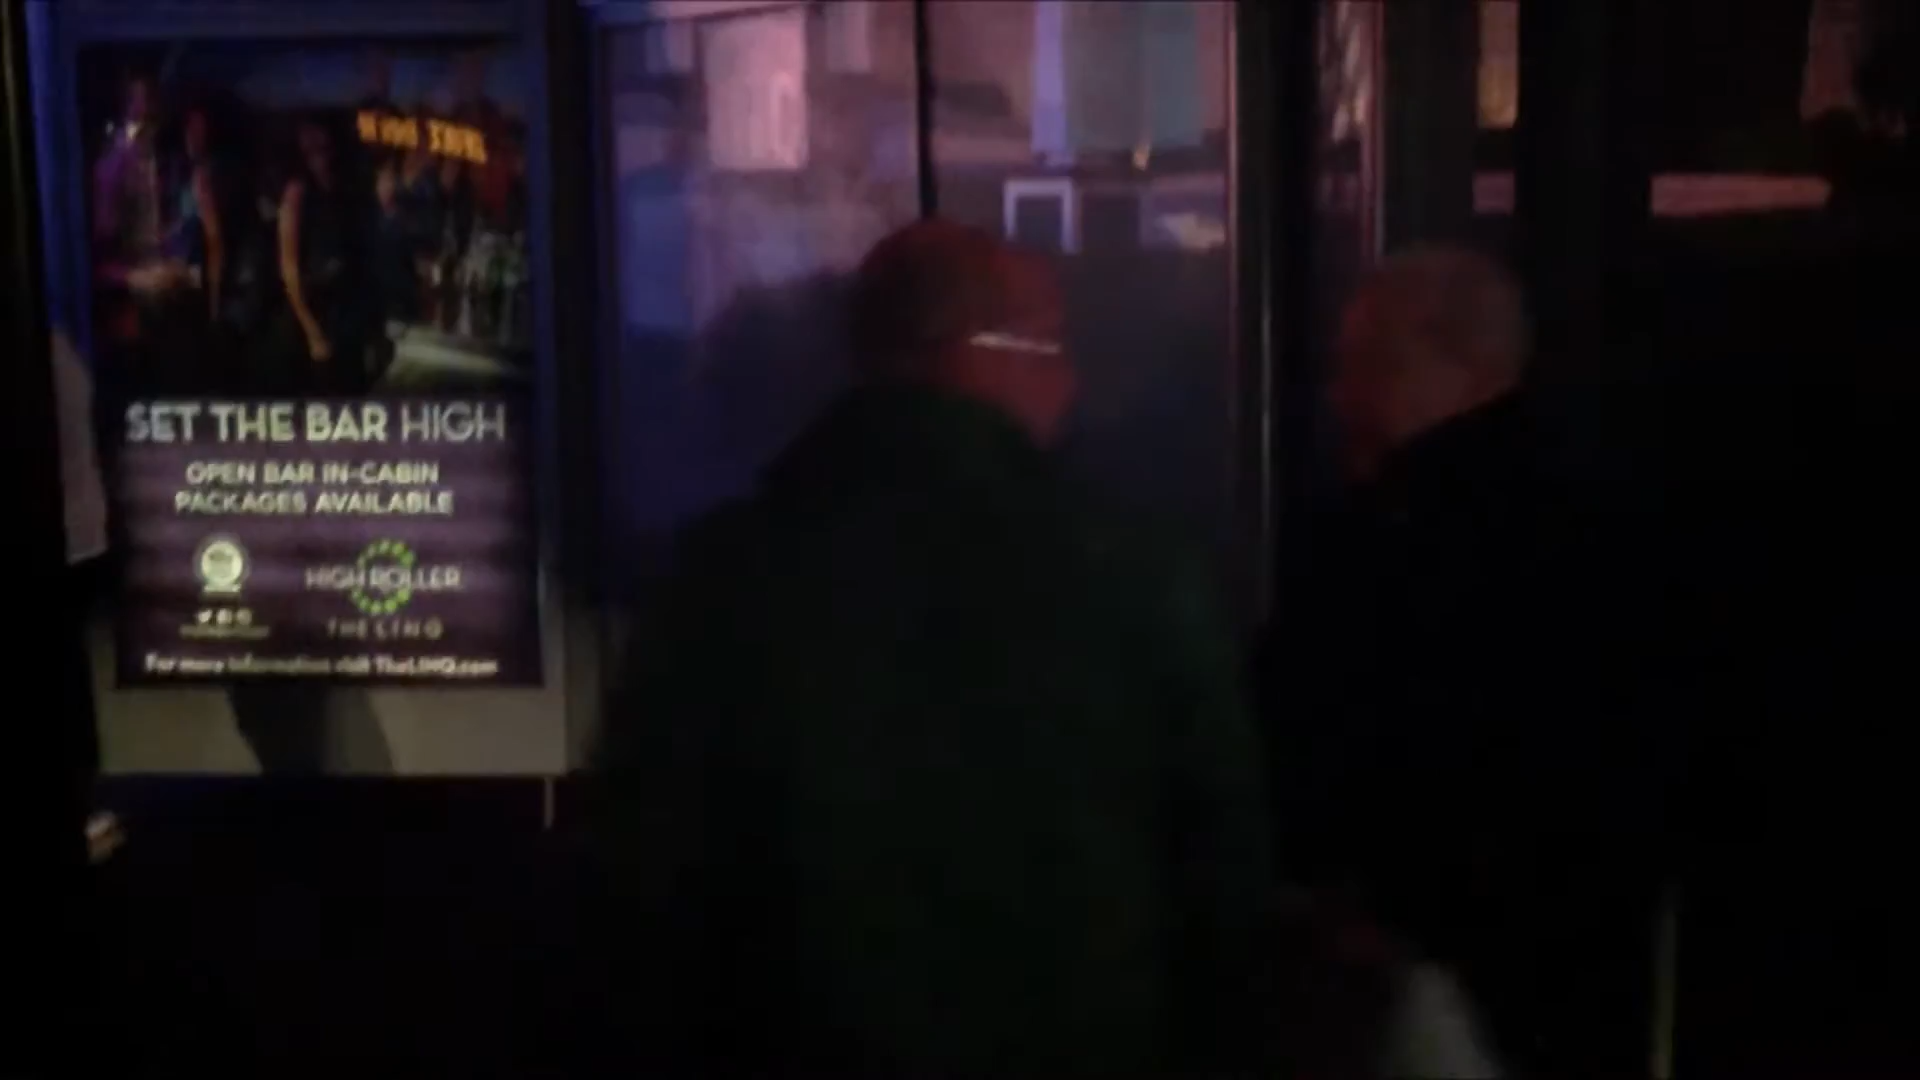 SET THE BAR HIGH
OPEN BAR IN-CABIN
PACKAGES AVAILABLE
HIGH ROLLER
THE LINQ
For more information visit TheLINQ.com